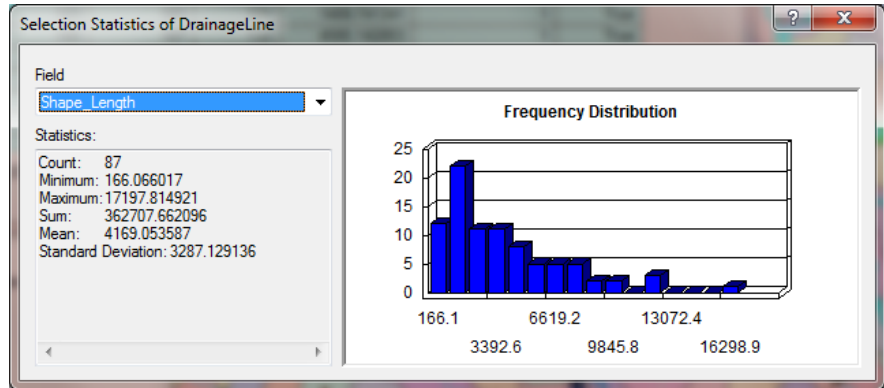 Selection Statistics of DrainageLine
Field
Shape_Length
Statistics:
Count: 87
Minimum: 166.066017
Maximum: 17197.814921
Sum: 362707.662096
Mean: 4169.053587
Standard Deviation: 3287.129136
Frequency Distribution
25
20
15
10
5
0
166.1 6619.2 13072.4
3392.6 9845.8 16298.9